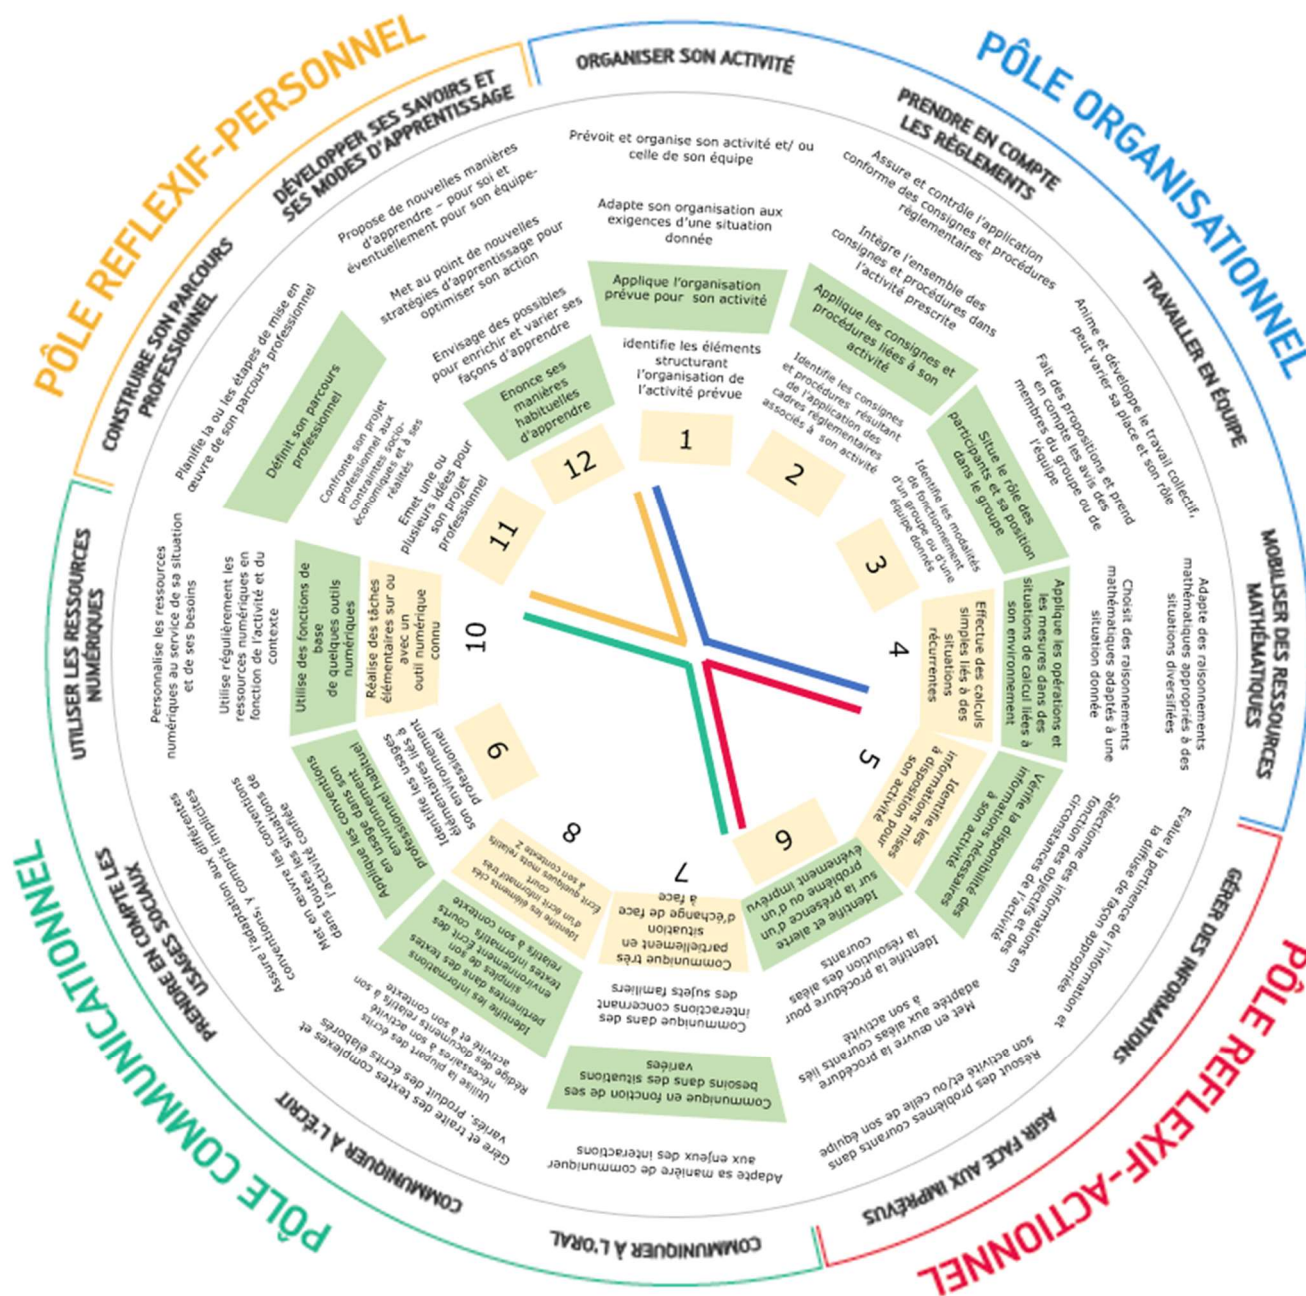 PÔLE REFLEXIF-PERSONNEL
PÔLE ORGANISATIONNEL
PÔLE REFLEXIF-ACTIONNEL
PÔLE COMMUNICATIONNEL
ORGANISER SON ACTIVITÉ
Prévoit et organise son activité et/ ou
celle de son équipe
Adapte son organisation aux
exigences d'une situation
donnée
Applique l'organisation
prévue pour son activité
identifie les éléments
structurant
l'organisation de
l'activité prévue
1
PRENDRE EN COMPTE
LES RÈGLEMENTS
Assure et contrôle l'application
conforme des consignes et procédures
réglementaires
Intègre l'ensemble des
consignes et procédures dans
l'activité prescrite
Applique les consignes et
procédures liées à son
activité
Identifie les consignes
et procédures résultant
de l'application des
cadres réglementaires
associés à son activité
2
TRAVAILLER EN ÉQUIPE
Anime et développe le travail collectif,
peut varier sa place et son rôle
Fait des propositions et prend
en compte les avis des
membres du groupe ou de
l'équipe
Situe le rôle des
participants et sa position
dans le groupe
Identifie les modalités
de fonctionnement
d'un groupe ou d'une
équipe donnés
3
MOBILISER DES RESSOURCES
MATHÉMATIQUES
Adapte des raisonnements
mathématiques appropriés à des
situations diversifiées
Choisit des raisonnements
mathématiques adaptés à une
situation donnée
Applique les opérations et
les mesures dans des
situations de calcul liées à
son environnement
Effectue des calculs
simples liés à des
situations
récurrentes
4
GÉRER DES INFORMATIONS
Evalue la pertinence de l'information et
la diffuse de façon appropriée
Sélectionne des informations en
fonction des objectifs et des
circonstances de l'activité
Vérifie la disponibilité des
informations nécessaires
à son activité
Identifie les
informations mises
à disposition pour
son activité
5
AGIR FACE AUX IMPRÉVUS
Résout des problèmes courants dans
son activité et/ou celle de son équipe
Met en œuvre la procédure
adaptée aux aléas courants liés
à son activité
Identifie la procédure pour
la résolution des aléas
courants
Identifie et alerte
sur la présence d'un
problème ou d'un
évènement imprévu
6
COMMUNIQUER À L'ORAL
Adapte sa manière de communiquer
aux enjeux des interactions
Communique en fonction de ses
besoins dans des situations
variées
Communique dans des
interactions concernant
des sujets familiers
Communique très
partiellement en
situation
d'échange de face
à face
7
COMMUNIQUER À L'ÉCRIT
Gère et traite des textes complexes et
variés. Produit des écrits élaborés
Utilise la plupart des écrits
nécessaires à son activité
Rédige des documents relatifs à son
activité et à son contexte
Identifie les informations
pertinentes dans des textes
simples de son
environnement Écrit des
textes informatifs courts
relatifs à son contexte
Identifie les éléments clés
d'un écrit informatif très
court
Écrit quelques mots relatifs
à son contexte 2
8
PRENDRE EN COMPTE LES
USAGES SOCIAUX
Assure l'adaptation aux différentes
conventions, y compris implicites
Met en œuvre les conventions
dans toutes les situations de
l'activité confiée
Applique les conventions
en usage dans son
environnement
professionnel habituel
Identifie les usages
élémentaires liés à
son environnement
professionnel
9
UTILISER LES RESSOURCES
NUMÉRIQUES
Personnalise les ressources
numériques au service de sa situation
et de ses besoins
Utilise régulièrement les
ressources numériques en
fonction de l'activité et du
contexte
Utilise des fonctions de
base
de quelques outils
numériques
Réalise des tâches
élémentaires sur ou
avec un
outil numérique
connu
10
CONSTRUIRE SON PARCOURS
PROFESSIONNEL
Planifie la ou les étapes de mise en
œuvre de son parcours professionnel
Définit son parcours
professionnel
Confronte son projet
professionnel aux
contraintes socio-
économiques et à ses
réalités
Emet une ou
plusieurs idées pour
son projet
professionnel
11
DÉVELOPPER SES SAVOIRS ET
SES MODES D'APPRENTISSAGE
Propose de nouvelles manières
d'apprendre – pour soi et
éventuellement pour son équipe-
Met au point de nouvelles
stratégies d'apprentissage pour
optimiser son action
Envisage des possibles
pour enrichir et varier ses
façons d'apprendre
Enonce ses
manières
habituelles
d'apprendre
12